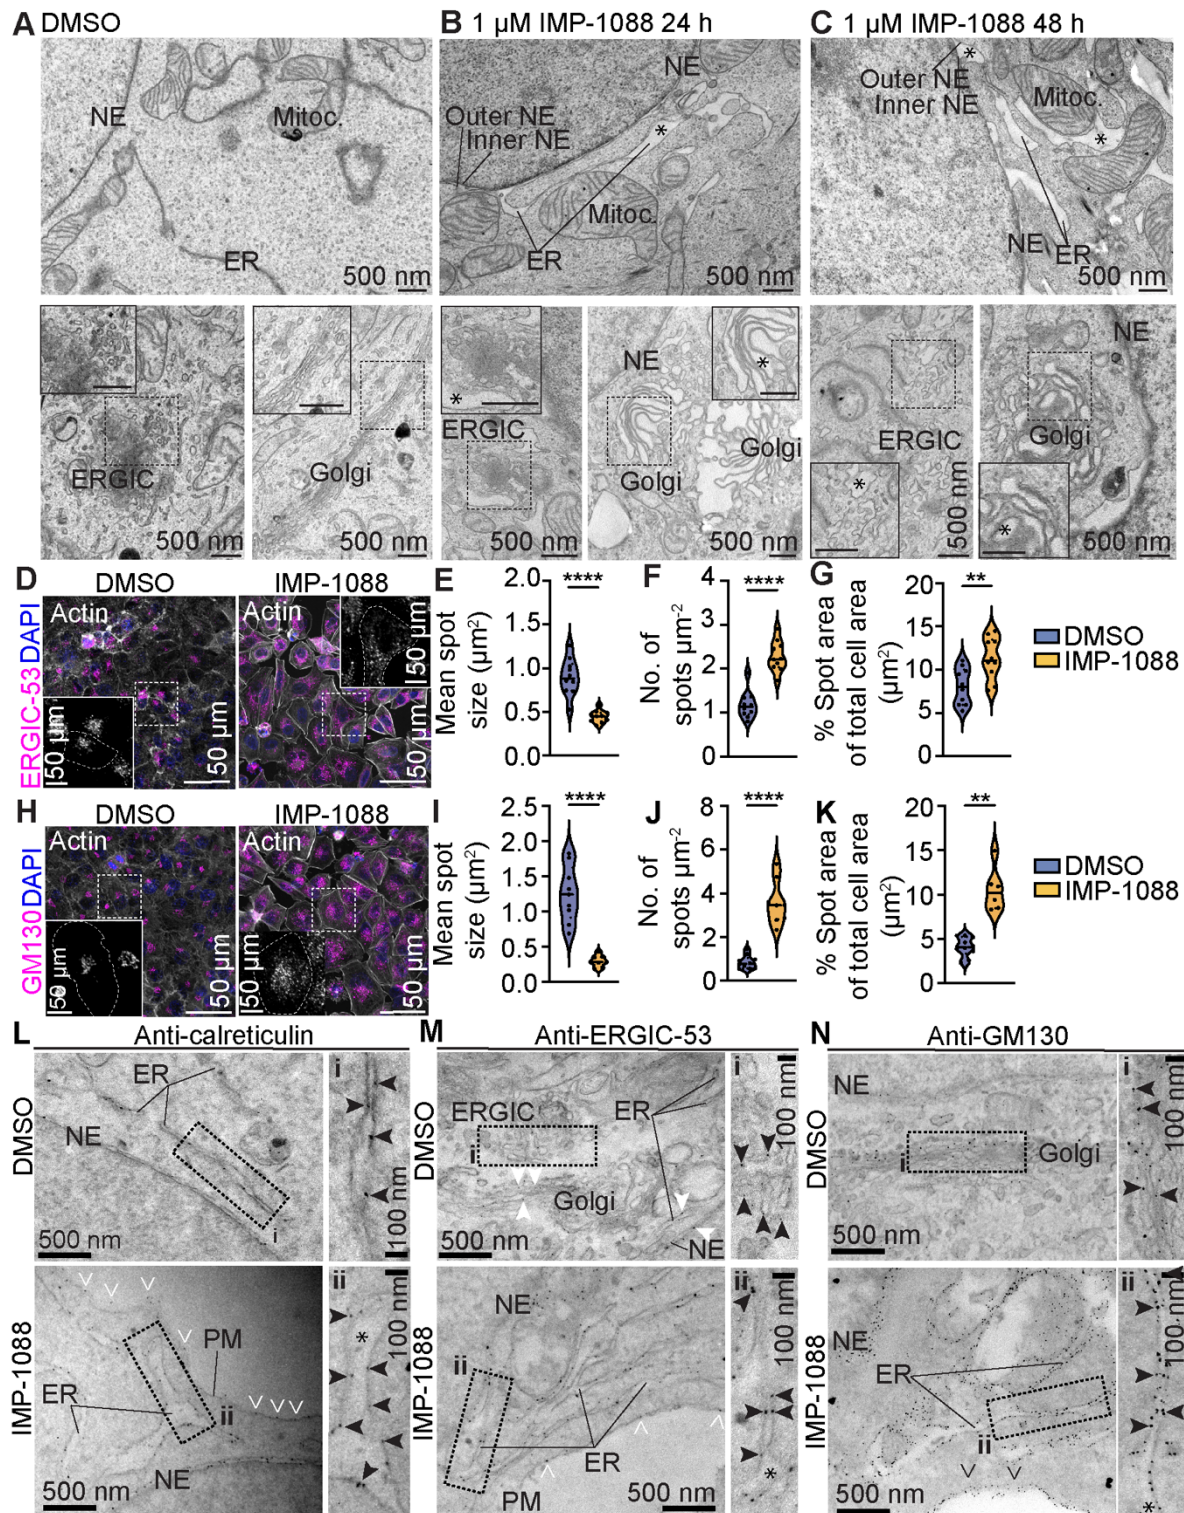 A DMSO
NE
Mitoc.
ER
500 nm
ERGIC
500 nm
Golgi
500 nm
B 1 µM IMP-1088 24 h
NE
Outer NE
Inner NE
*
Mitoc.
ER
500 nm
*
ERGIC
500 nm
NE
*
Golgi
Golgi
500 nm
C 1 µM IMP-1088 48 h
*
Outer NE
Inner NE
Mitoc.
*
NE
ER
500 nm
ERGIC
*
500 nm
NE
Golgi
*
500 nm
D
DMSO
IMP-1088
ERGIC-53 DAPI
Actin
50 µm
50 µm
Actin
50 µm
50 µm
E
Mean spot
size (µm²)
2.0
1.5
1.0
0.5
0.0
****
F
No. of
spots µm⁻²
4
3
2
1
0
****
G
% Spot area
of total cell area
(µm²)
20
15
10
5
0
**
DMSO
IMP-1088
H
DMSO
IMP-1088
GM130 DAPI
Actin
50 µm
50 µm
Actin
50 µm
I
Mean spot
size (µm²)
2.5
2.0
1.5
1.0
0.5
0.0
****
J
No. of
spots µm⁻²
8
6
4
2
0
****
K
% Spot area
of total cell area
(µm²)
20
15
10
5
0
**
DMSO
IMP-1088
L
Anti-calreticulin
DMSO
ER
NE
i
500 nm
i
100 nm
IMP-1088
PM
ER
ii
NE
500 nm
ii
*
100 nm
M
Anti-ERGIC-53
DMSO
ERGIC
ER
i
Golgi
NE
500 nm
i
100 nm
IMP-1088
NE
ii
ER
PM
500 nm
ii
*
100 nm
N
Anti-GM130
DMSO
NE
i
Golgi
500 nm
i
100 nm
IMP-1088
NE
ER
ii
500 nm
ii
*
100 nm